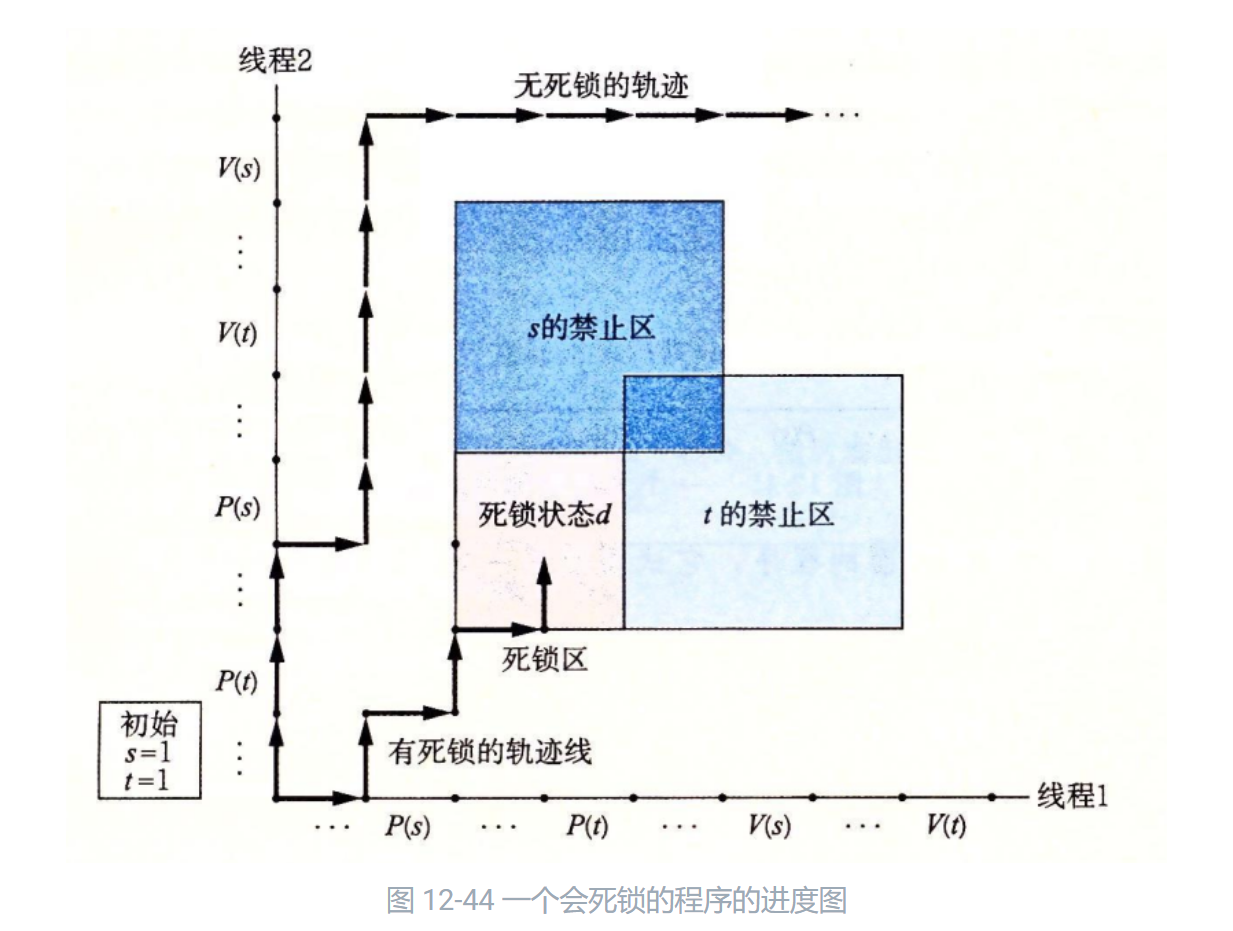 线程2
无死锁的轨迹
...
V(s)
⋮
s的禁止区
V(t)
⋮
P(s)
死锁状态d
t 的禁止区
⋮
死锁区
P(t)
初始
s=1
t=1
⋮
有死锁的轨迹线
线程1
... P(s) ... P(t) ... V(s) ... V(t)
图 12-44 一个会死锁的程序的进度图